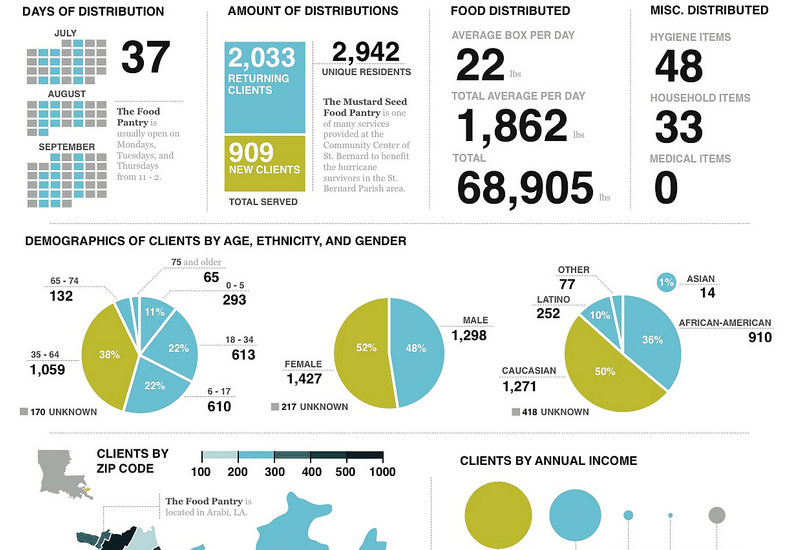 DAYS OF DISTRIBUTION
JULY
37
AUGUST
SEPTEMBER
The Food
Pantry is
usually open on
Mondays,
Tuesdays, and
Thursdays
from 11 - 2.
AMOUNT OF DISTRIBUTIONS
2,033
RETURNING
CLIENTS
909
NEW CLIENTS
TOTAL SERVED
2,942
UNIQUE RESIDENTS
The Mustard Seed
Food Pantry is one
of many services
provided at the
Community Center of
St. Bernard to benefit
the hurricane
survivors in the St.
Bernard Parish area.
FOOD DISTRIBUTED
AVERAGE BOX PER DAY
22 lbs
TOTAL AVERAGE PER DAY
1,862 lbs
TOTAL
68,905 lbs
MISC. DISTRIBUTED
HYGIENE ITEMS
48
HOUSEHOLD ITEMS
33
MEDICAL ITEMS
0
DEMOGRAPHICS OF CLIENTS BY AGE, ETHNICITY, AND GENDER
75 and older
65
65 - 74
132
0 - 5
293
11%
18 - 34
613
22%
35 - 64
1,059
38%
22%
6 - 17
610
170 UNKNOWN
MALE
1,298
52%
48%
FEMALE
1,427
217 UNKNOWN
OTHER
77
1%
ASIAN
14
LATINO
252
10%
AFRICAN-AMERICAN
910
36%
CAUCASIAN
1,271
50%
418 UNKNOWN
CLIENTS BY
ZIP CODE
100 200 300 400 500 1000
The Food Pantry is
located in Arabi, LA.
CLIENTS BY ANNUAL INCOME